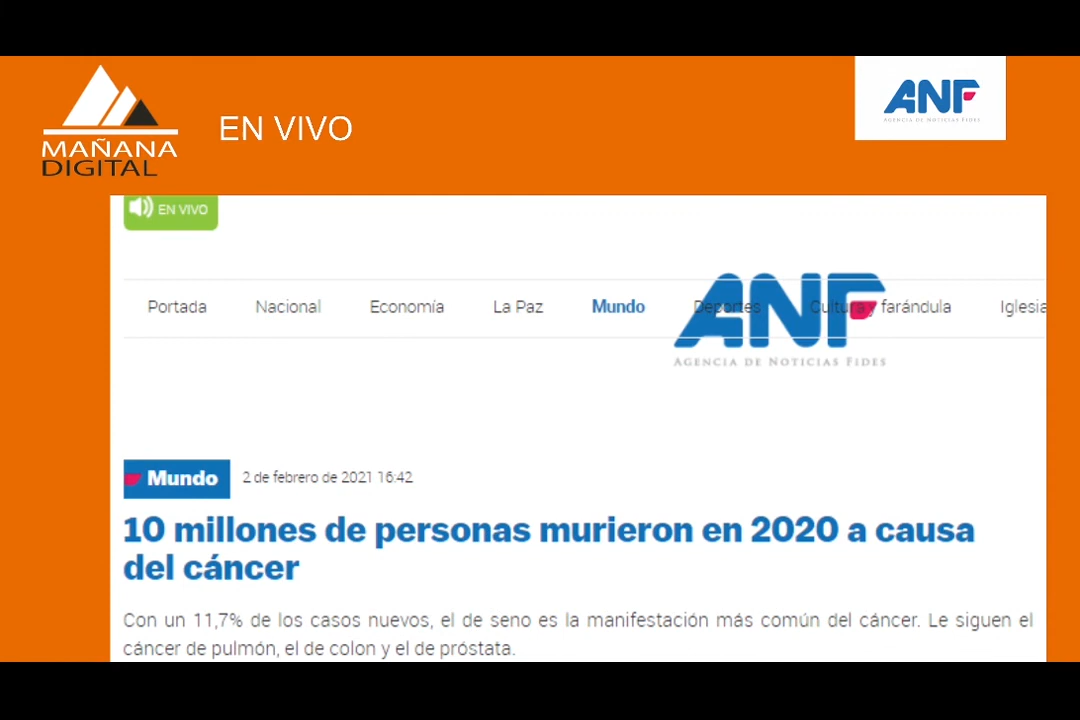 MAÑANA
DIGITAL
EN VIVO
ANF
AGENCIA DE NOTICIAS FIDES
EN VIVO
Portada Nacional Economía La Paz Mundo Deportes Cultura y farándula Iglesia
ANF
AGENCIA DE NOTICIAS FIDES
Mundo 2 de febrero de 2021 16:42
10 millones de personas murieron en 2020 a causa
del cáncer
Con un 11,7% de los casos nuevos, el de seno es la manifestación más común del cáncer. Le siguen el
cáncer de pulmón, el de colon y el de próstata.